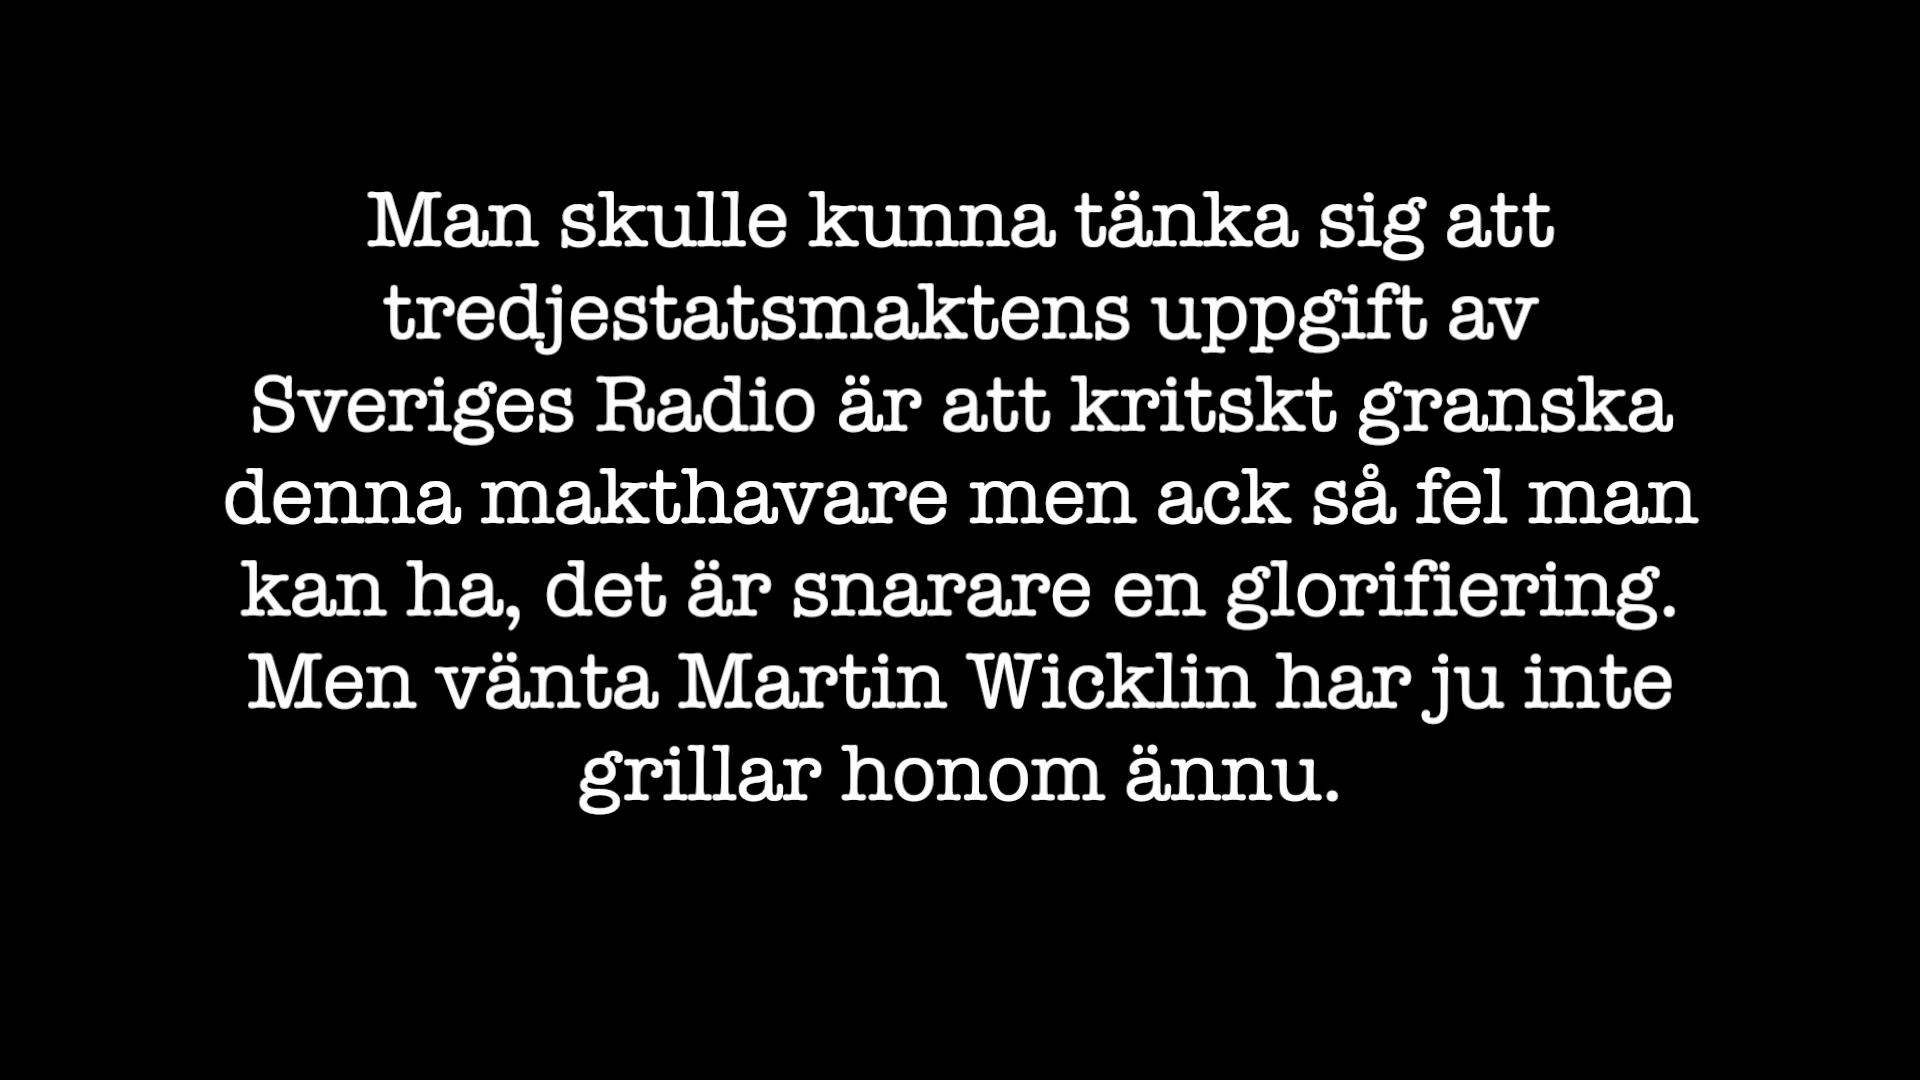 Man skulle kunna tänka sig att
tredjestatsmaktens uppgift av
Sveriges Radio är att kritskt granska
denna makthavare men ack så fel man
kan ha, det är snarare en glorifiering.
Men vänta Martin Wicklin har ju inte
grillar honom ännu.